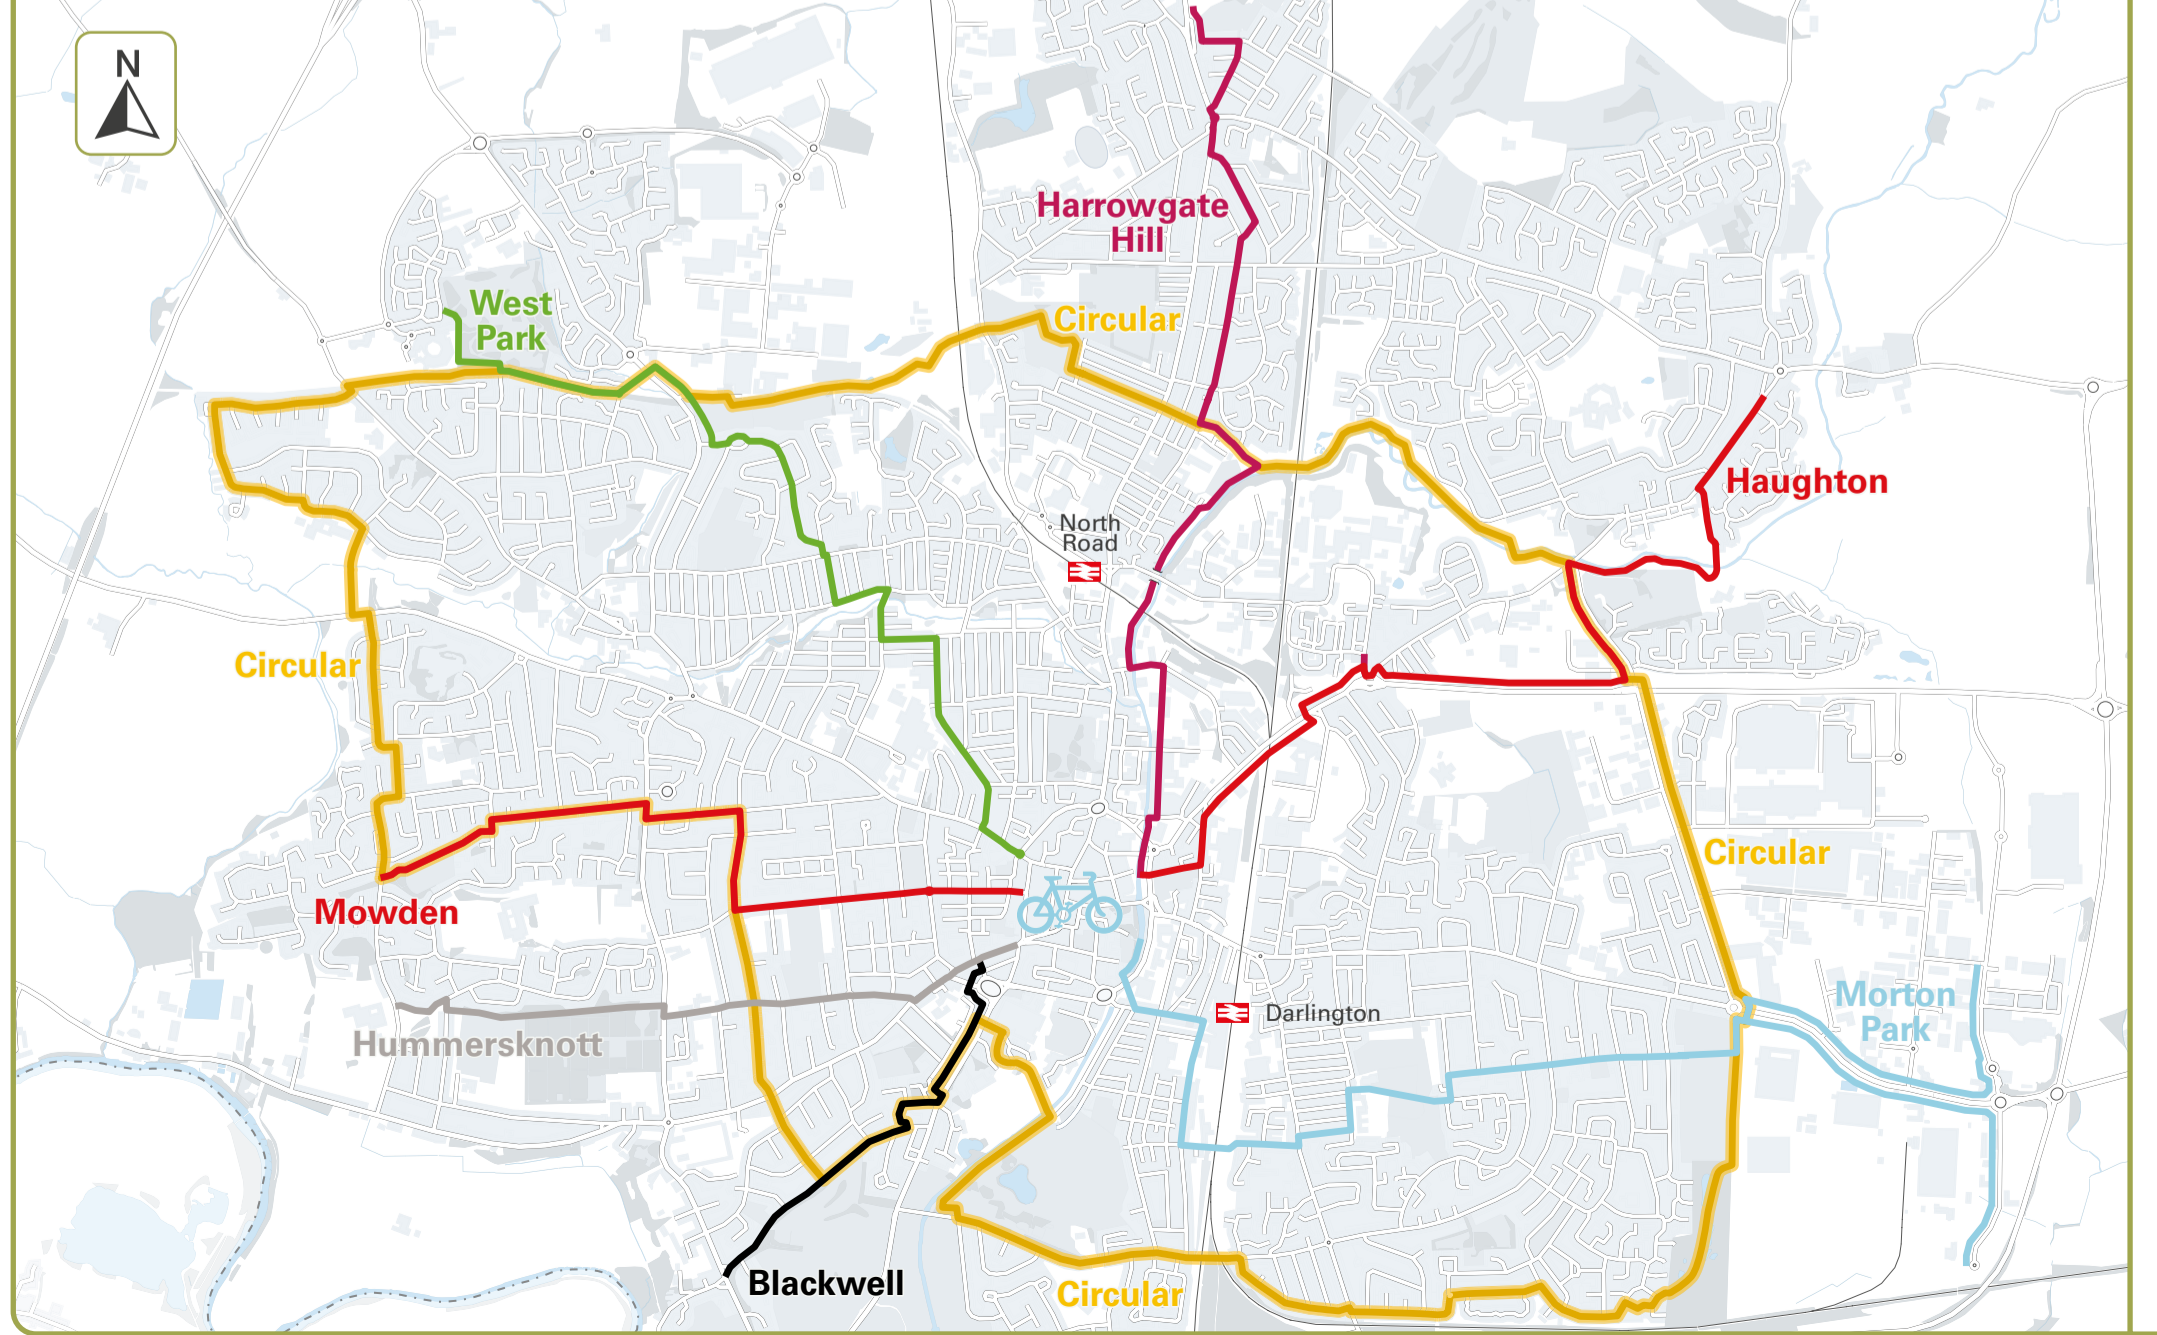 N
Harrowgate
Hill
West
Park
Circular
Haughton
North
Road
Circular
Circular
Mowden
Morton
Park
Darlington
Hummersknott
Blackwell
Circular